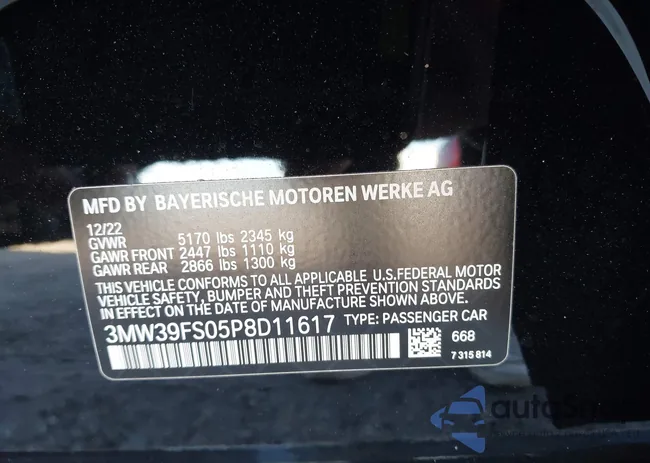 MFD BY BAYERISCHE MOTOREN WERKE AG
12/22
GVWR 5170 lbs 2345 kg
GAWR FRONT 2447 lbs 1110 kg
GAWR REAR 2866 lbs 1300 kg
THIS VEHICLE CONFORMS TO ALL APPLICABLE U.S.FEDERAL MOTOR
VEHICLE SAFETY, BUMPER AND THEFT PREVENTION STANDARDS
IN EFFECT ON THE DATE OF MANUFACTURE SHOWN ABOVE.
3MW39FS05P8D11617 TYPE: PASSENGER CAR
668
7 315 814